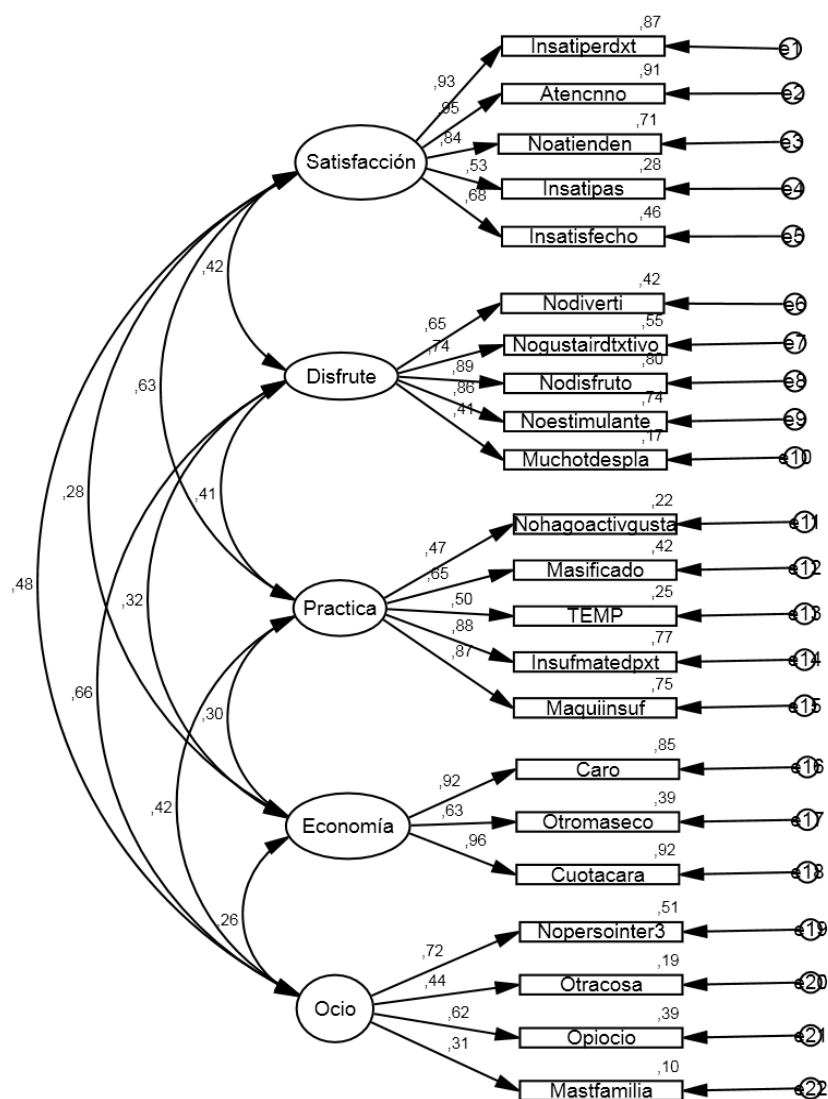 ,87
Insatiperdxt
e1
,93
,91
Atencnno
e2
,95
,71
Noatienden
e3
,84
Satisfacción
,28
Insatipas
e4
,53
,46
Insatisfecho
e5
,68
,42
,42
Nodiverti
e6
,65
,55
Nogustairdtxtivo
e7
,74
,80
Nodisfruto
e8
,89
Disfrute
,74
Noestimulante
e9
,86
,17
Muchotdespla
e10
,41
,63
,41
,28
,22
Nohagoactivgusta
e11
,47
,42
Masificado
e12
,65
,25
TEMP
e13
,50
Practica
,77
Insufmatedpxt
e14
,88
,75
Maquiinsuf
e15
,87
,48
,32
,66
,30
,85
Caro
e16
,92
,39
Otromaseco
e17
,63
Economía
,92
Cuotacara
e18
,96
,42
,26
,51
Nopersointer3
e19
,72
,19
Otracosa
e20
,44
Ocio
,39
Opiocio
e21
,62
,10
Mastfamilia
e22
,31